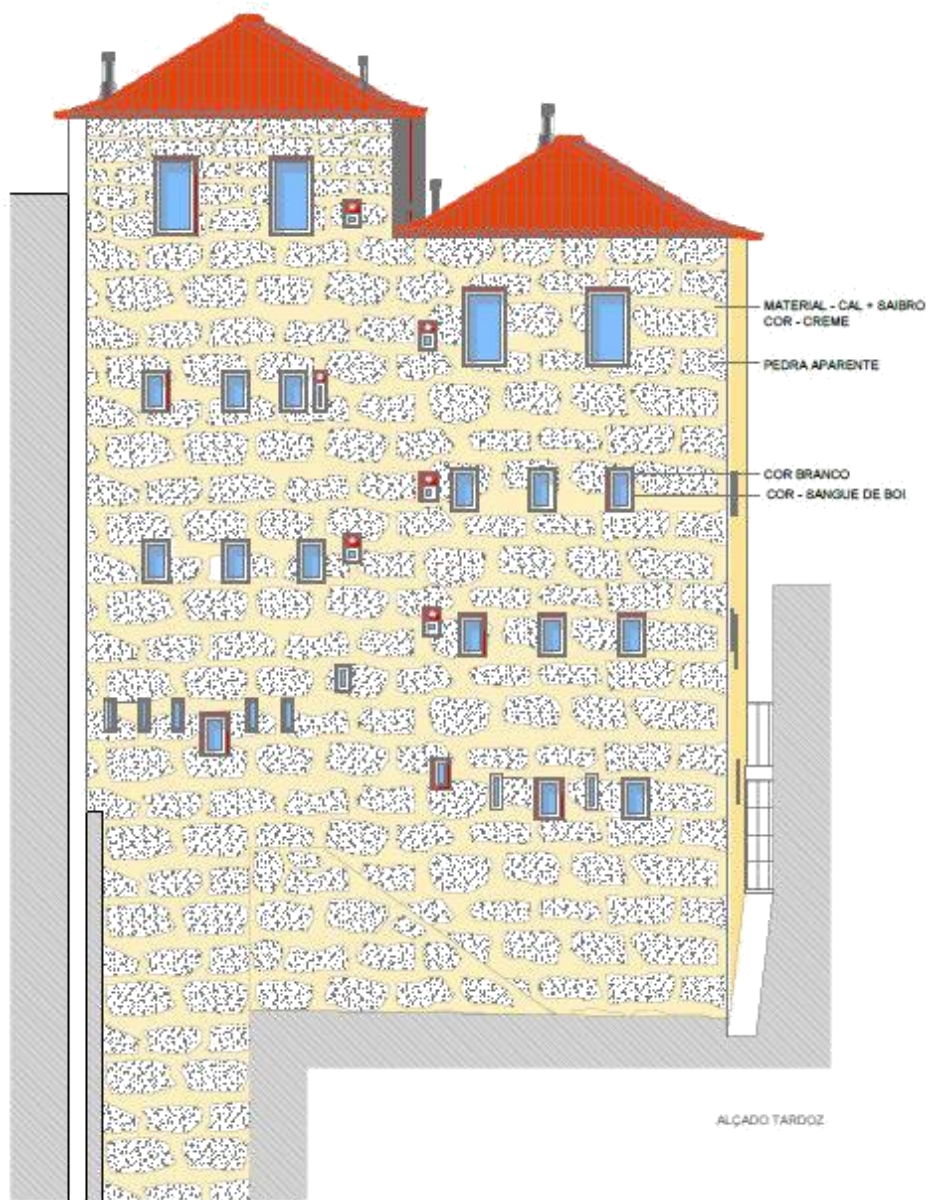 MATERIAL - CAL + SAIBRO
COR - CREME
PEDRA APARENTE
COR BRANCO
COR - SANGUE DE BOI
ALÇADO TARDOZ